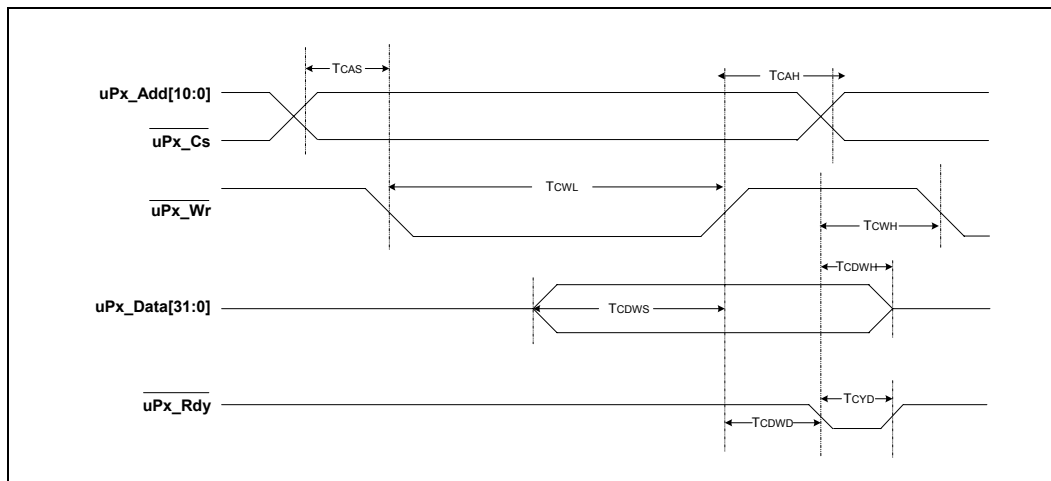 TCAS
TCAH
uPx_Add[10:0]
uPx_Cs
TCWL
uPx_Wr
TCWH
TCDWH
uPx_Data[31:0]
TCDWS
TCYD
uPx_Rdy
TCDWD